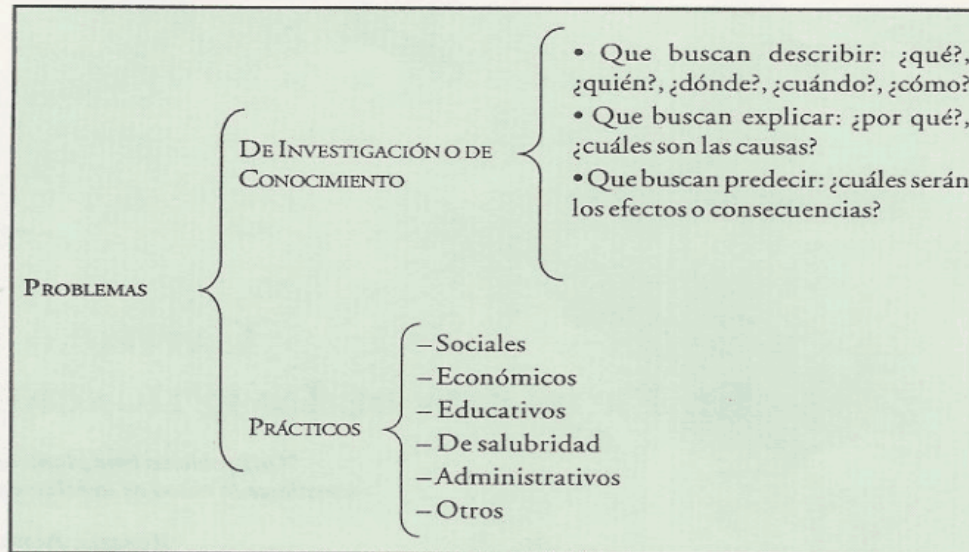 PROBLEMAS
DE INVESTIGACIÓN O DE
CONOCIMIENTO
• Que buscan describir: ¿qué?,
¿quién?, ¿dónde?, ¿cuándo?, ¿cómo?
• Que buscan explicar: ¿por qué?,
¿cuáles son las causas?
• Que buscan predecir: ¿cuáles serán
los efectos o consecuencias?
PRÁCTICOS
– Sociales
– Económicos
– Educativos
– De salubridad
– Administrativos
– Otros